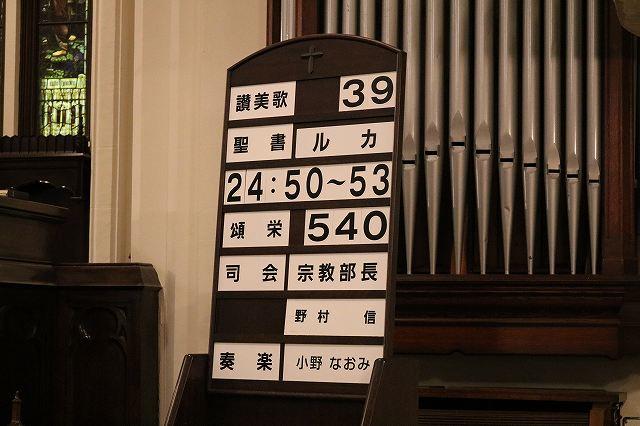 讃美歌 39
聖書 ルカ
24:50~53
頌栄 540
司会 宗教部長
野村 信
奏楽 小野 なおみ